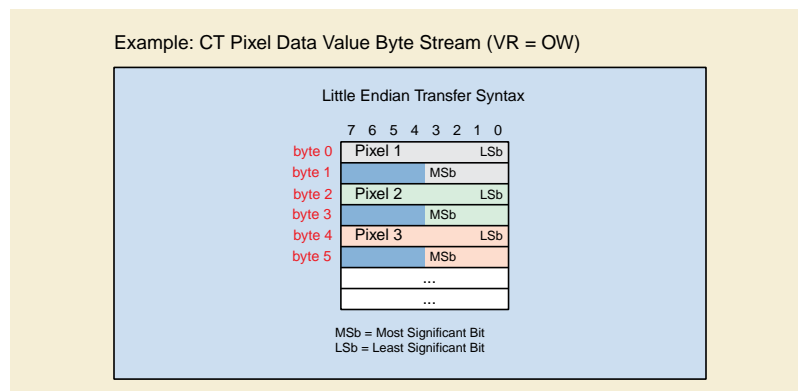 Example: CT Pixel Data Value Byte Stream (VR = OW)
Little Endian Transfer Syntax
7 6 5 4 3 2 1 0
byte 0 Pixel 1 LSb
byte 1 MSb
byte 2 Pixel 2 LSb
byte 3 MSb
byte 4 Pixel 3 LSb
byte 5 MSb
...
...
MSb = Most Significant Bit
LSb = Least Significant Bit